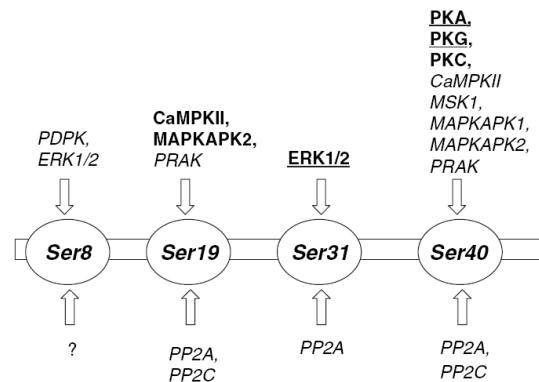 PKA,
PKG,
PKC,
CaMPKII
MSK1,
MAPKAPK1,
MAPKAPK2,
PRAK
CaMPKII,
MAPKAPK2,
PRAK
PDPK,
ERK1/2
ERK1/2
Ser8
Ser19
Ser31
Ser40
?
PP2A,
PP2C
PP2A
PP2A,
PP2C